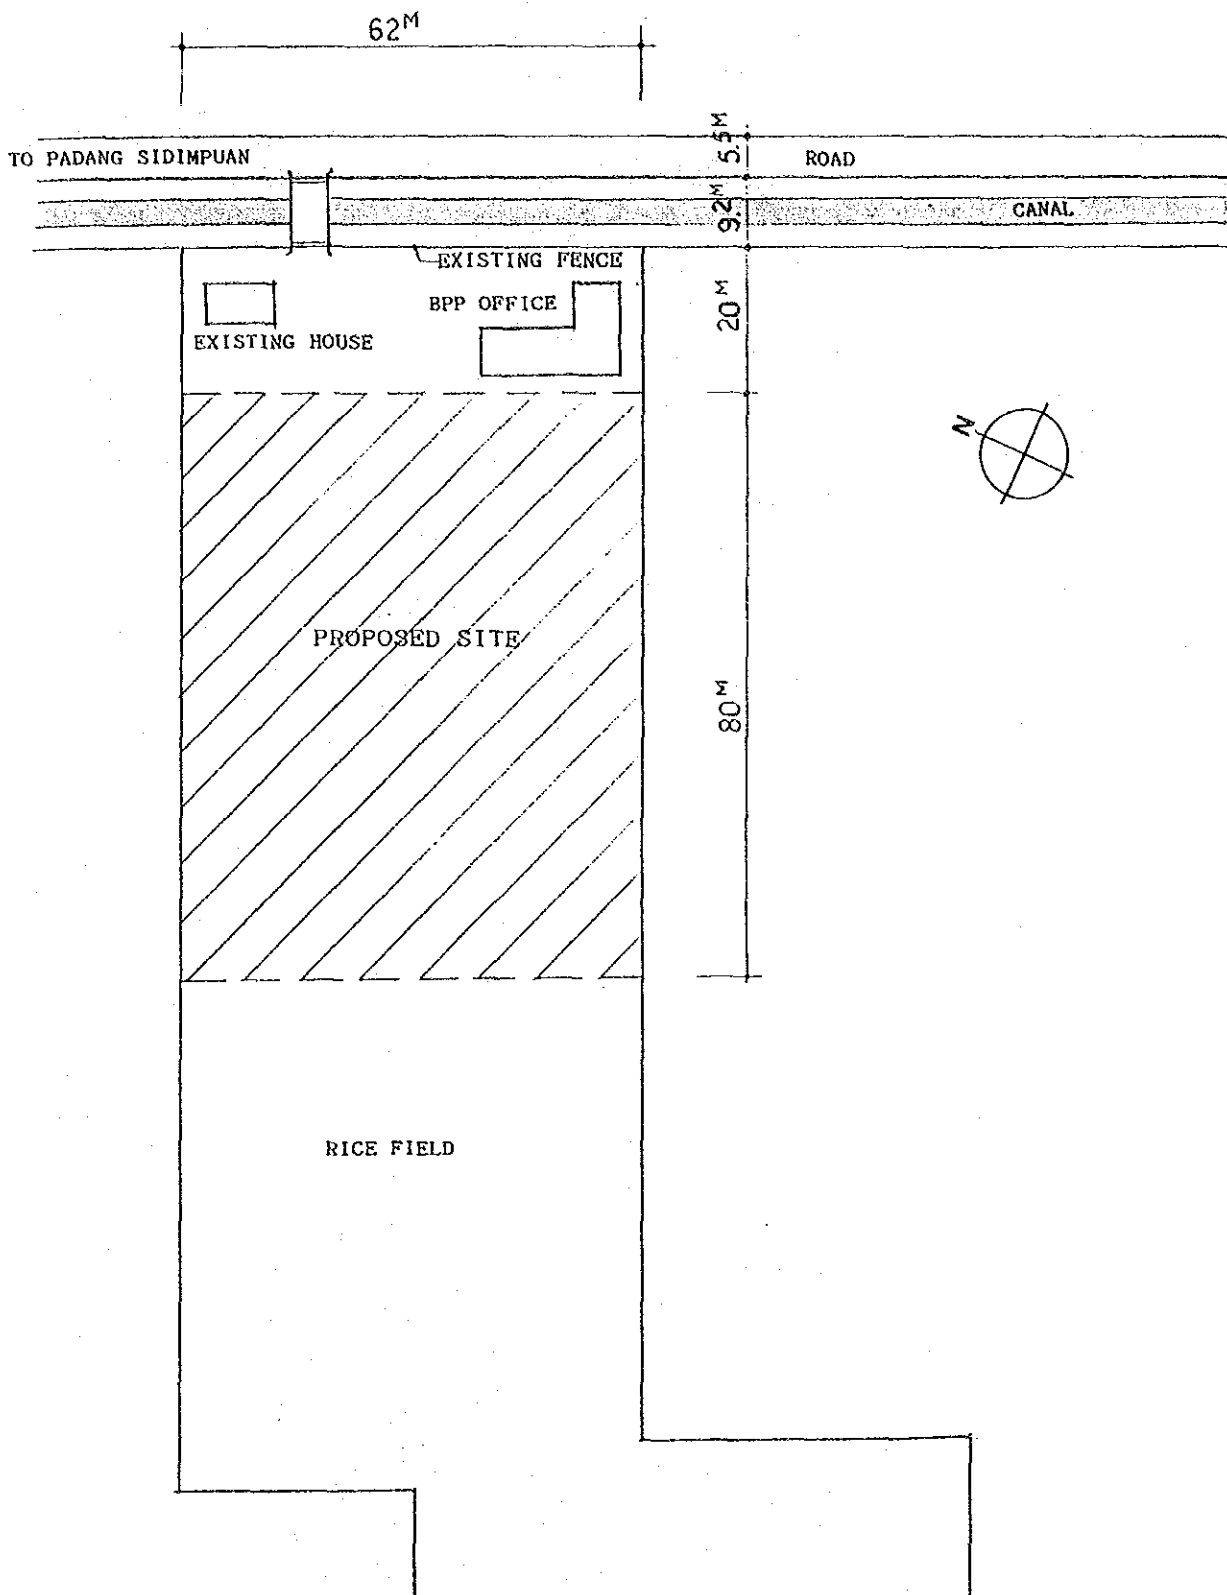 62M
5.5M
TO PADANG SIDIMPUAN
ROAD
9.2M
CANAL
EXISTING FENCE
BPP OFFICE
20M
EXISTING HOUSE
N
PROPOSED SITE
80M
RICE FIELD